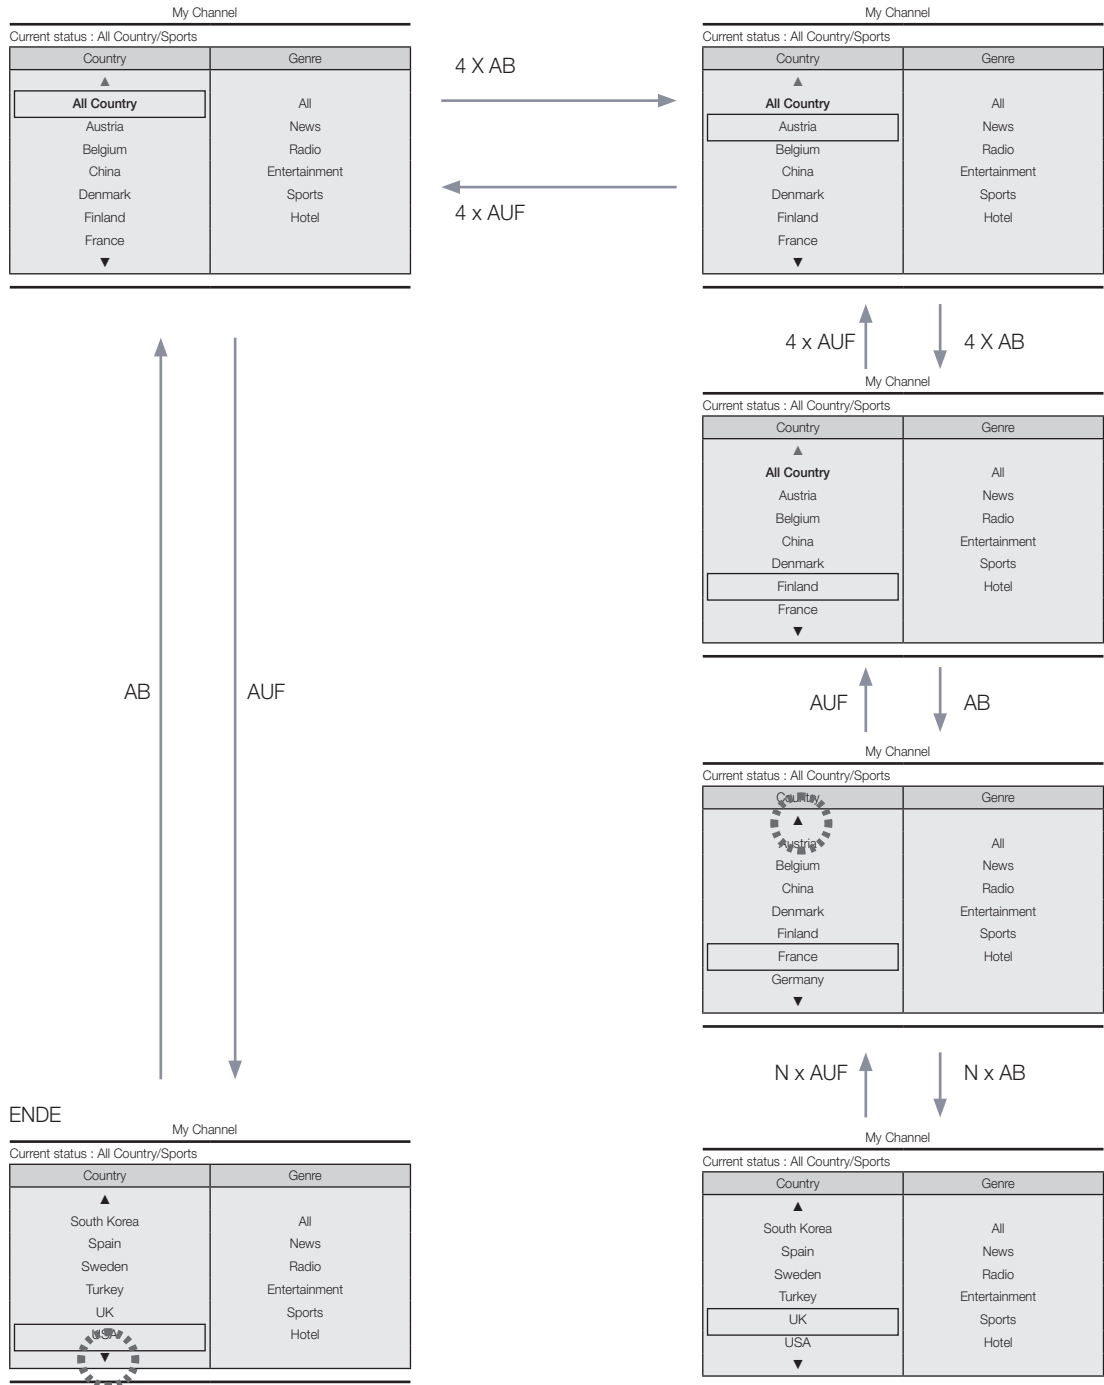 My Channel
Current status : All Country/Sports
Country Genre
▲
All Country All
Austria News
Belgium Radio
China Entertainment
Denmark Sports
Finland Hotel
France
▼
4 X AB
4 x AUF
My Channel
Current status : All Country/Sports
Country Genre
▲
All Country All
Austria News
Belgium Radio
China Entertainment
Denmark Sports
Finland Hotel
France
▼
4 x AUF 4 X AB
My Channel
Current status : All Country/Sports
Country Genre
▲
All Country All
Austria News
Belgium Radio
China Entertainment
Denmark Sports
Finland Hotel
France
▼
AUF AB
My Channel
Current status : All Country/Sports
Country Genre
▲
Austria All
Belgium News
China Radio
Denmark Entertainment
Finland Sports
France Hotel
Germany
▼
N x AUF N x AB
My Channel
Current status : All Country/Sports
Country Genre
▲
South Korea All
Spain News
Sweden Radio
Turkey Entertainment
UK Sports
USA Hotel
▼
AB AUF
ENDE
My Channel
Current status : All Country/Sports
Country Genre
▲
South Korea All
Spain News
Sweden Radio
Turkey Entertainment
UK Sports
USA Hotel
▼